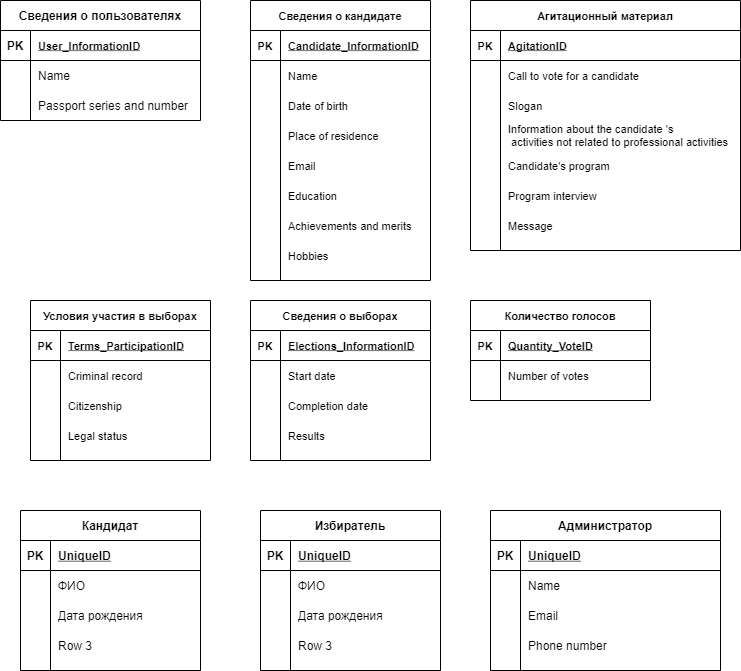 Сведения о пользователях
PK User_InformationID
Name
Passport series and number
Сведения о кандидате
PK Candidate_InformationID
Name
Date of birth
Place of residence
Email
Education
Achievements and merits
Hobbies
Агитационный материал
PK AgitationID
Call to vote for a candidate
Slogan
Information about the candidate 's
activities not related to professional activities
Candidate's program
Program interview
Message
Условия участия в выборах
PK Terms_ParticipationID
Criminal record
Citizenship
Legal status
Сведения о выборах
PK Elections_InformationID
Start date
Completion date
Results
Количество голосов
PK Quantity_VoteID
Number of votes
Кандидат
PK UniqueID
ФИО
Дата рождения
Row 3
Избиратель
PK UniqueID
ФИО
Дата рождения
Row 3
Администратор
PK UniqueID
Name
Email
Phone number